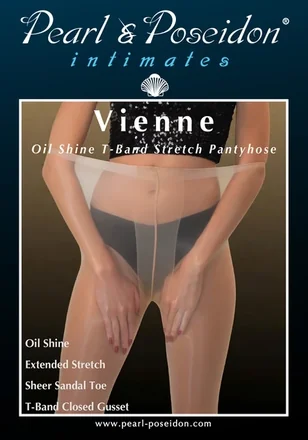 Pearl & Poseidon®
intimates
Vienne
Oil Shine T-Band Stretch Pantyhose
Oil Shine
Extended Stretch
Sheer Sandal Toe
T-Band Closed Gusset
www.pearl-poseidon.com